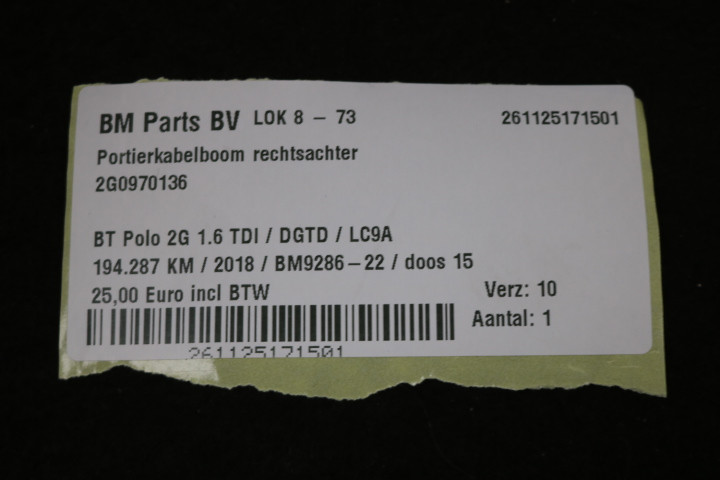 BM Parts BV LOK 8 – 73 261125171501
Portierkabelboom rechtsachter
2G0970136
BT Polo 2G 1.6 TDI / DGTD / LC9A
194.287 KM / 2018 / BM9286–22 / doos 15
25,00 Euro incl BTW Verz: 10
Aantal: 1
261125171501